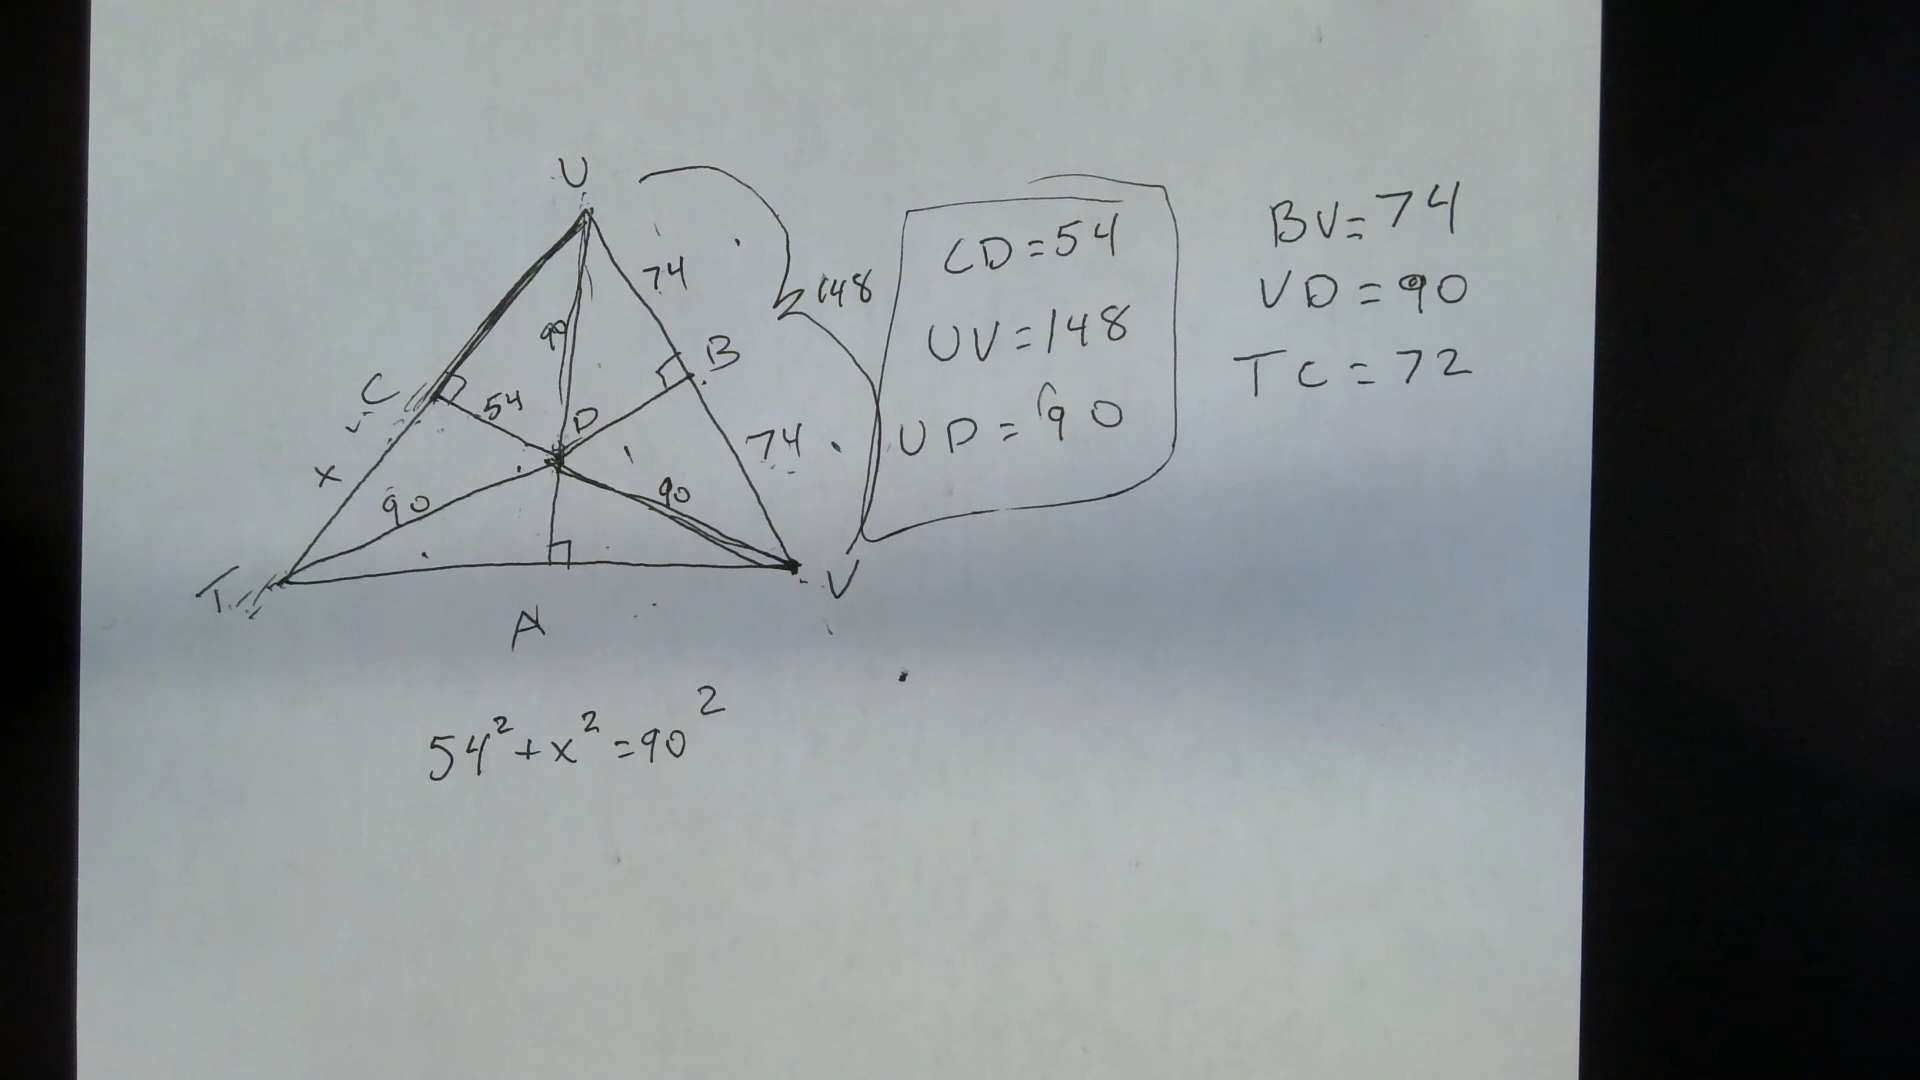 U
74
148
90
B
C
54
D
74
x
90
90
T
V
A
CD=54
UV=148
UD=90
BV=74
VD=90
TC=72
54²+x²=90²